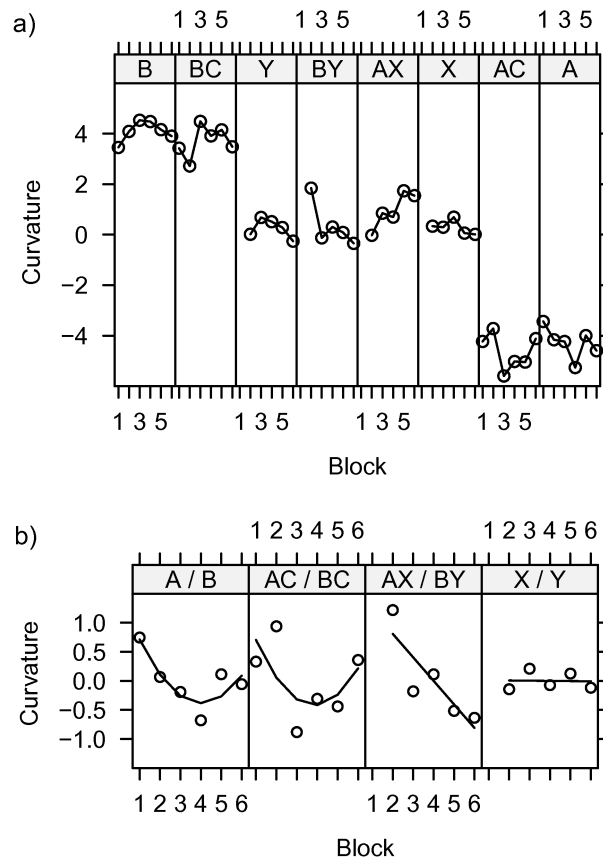 a)
1 3 5 1 3 5 1 3 5 1 3 5
B BC Y BY AX X AC A
4
2
0
−2
−4
Curvature
1 3 5 1 3 5 1 3 5 1 3 5
Block
b)
1 2 3 4 5 6 1 2 3 4 5 6
A / B AC / BC AX / BY X / Y
1.0
0.5
0.0
−0.5
−1.0
Curvature
1 2 3 4 5 6 1 2 3 4 5 6
Block